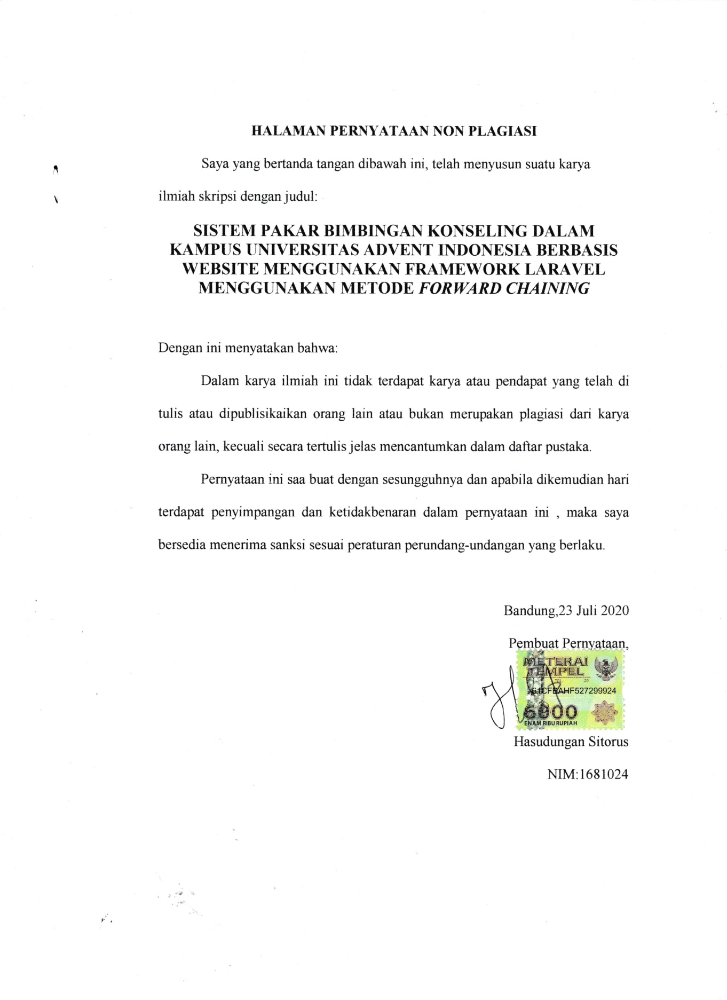 HALAMAN PERNYATAAN NON PLAGIASI
Saya yang bertanda tangan dibawah ini, telah menyusun suatu karya
ilmiah skripsi dengan judul:
SISTEM PAKAR BIMBINGAN KONSELING DALAM
KAMPUS UNIVERSITAS ADVENT INDONESIA BERBASIS
WEBSITE MENGGUNAKAN FRAMEWORK LARAVEL
MENGGUNAKAN METODE FORWARD CHAINING
Dengan ini menyatakan bahwa:
Dalam karya ilmiah ini tidak terdapat karya atau pendapat yang telah di
tulis atau dipublisikaikan orang lain atau bukan merupakan plagiasi dari karya
orang lain, kecuali secara tertulis jelas mencantumkan dalam daftar pustaka.
Pernyataan ini saa buat dengan sesungguhnya dan apabila dikemudian hari
terdapat penyimpangan dan ketidakbenaran dalam pernyataan ini , maka saya
bersedia menerima sanksi sesuai peraturan perundang-undangan yang berlaku.
Bandung,23 Juli 2020
Pembuat Pernyataan,
METERAI
TEMPEL
TGL 20
61CFBAHF527299924
6000
ENAM RIBU RUPIAH
Hasudungan Sitorus
NIM:1681024